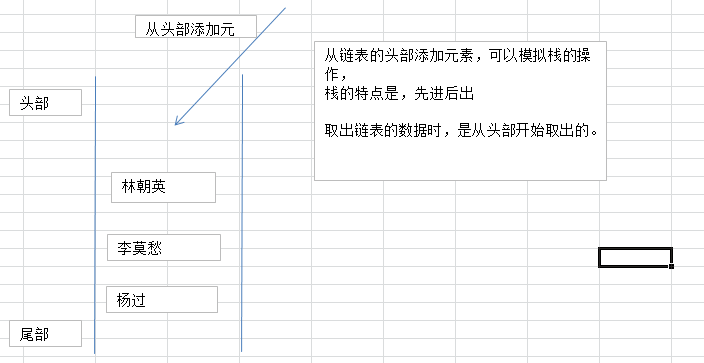 从头部添加元
从链表的头部添加元素，可以模拟栈的操
作，
栈的特点是，先进后出
取出链表的数据时，是从头部开始取出的。
头部
林朝英
李莫愁
杨过
尾部